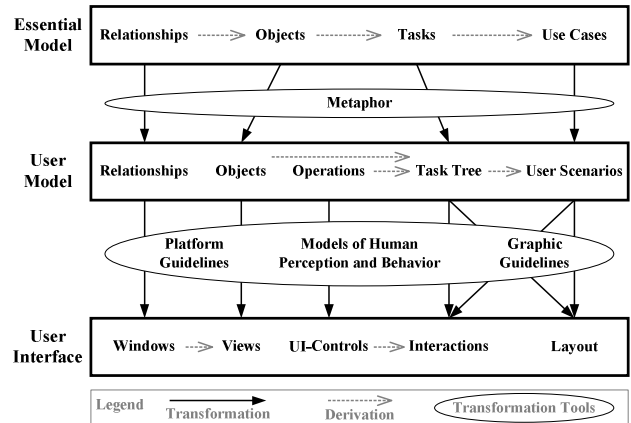 Essential Model
Relationships Objects Tasks Use Cases
Metaphor
User Model
Relationships Objects Operations Task Tree User Scenarios
Platform Guidelines
Models of Human Perception and Behavior
Graphic Guidelines
User Interface
Windows Views UI-Controls Interactions Layout
Legend Transformation Derivation Transformation Tools